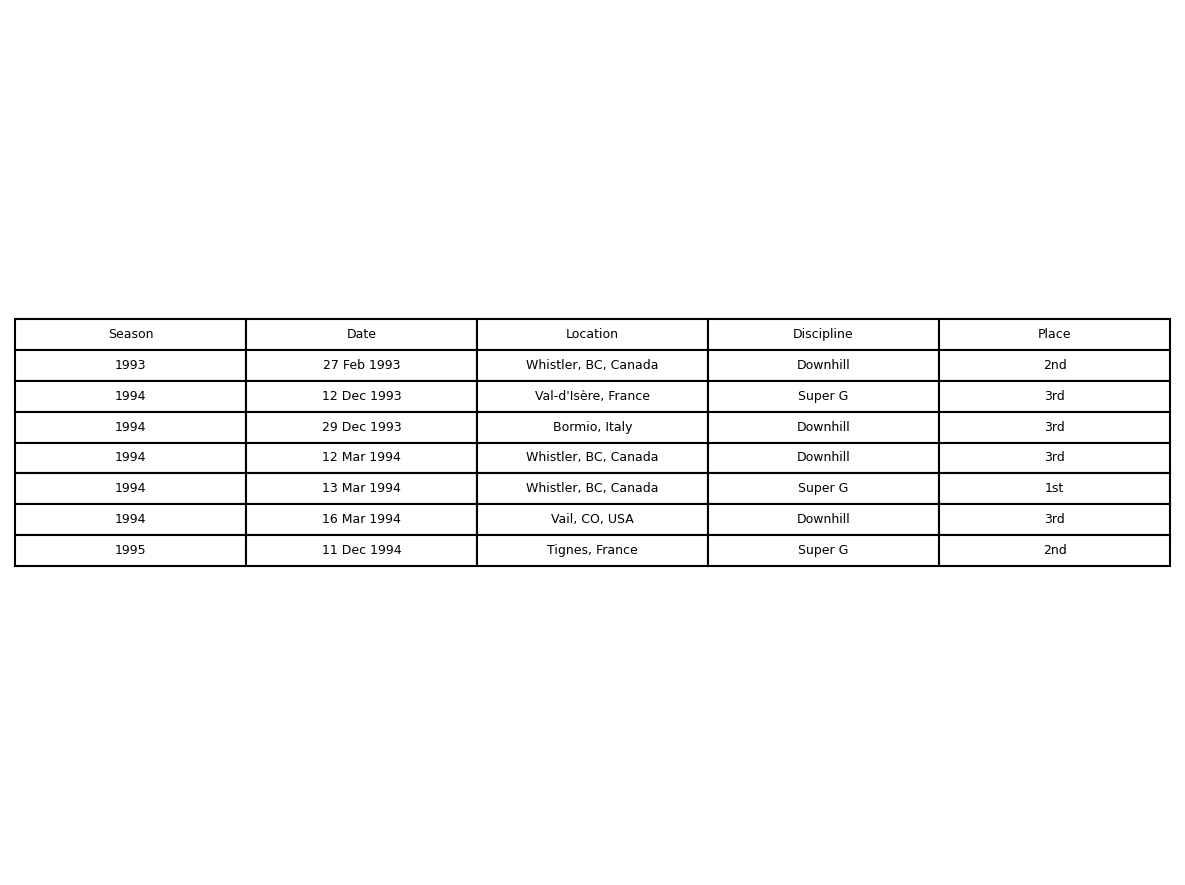 Season Date Location Discipline Place
1993 27 Feb 1993 Whistler, BC, Canada Downhill 2nd
1994 12 Dec 1993 Val-d'Isère, France Super G 3rd
1994 29 Dec 1993 Bormio, Italy Downhill 3rd
1994 12 Mar 1994 Whistler, BC, Canada Downhill 3rd
1994 13 Mar 1994 Whistler, BC, Canada Super G 1st
1994 16 Mar 1994 Vail, CO, USA Downhill 3rd
1995 11 Dec 1994 Tignes, France Super G 2nd